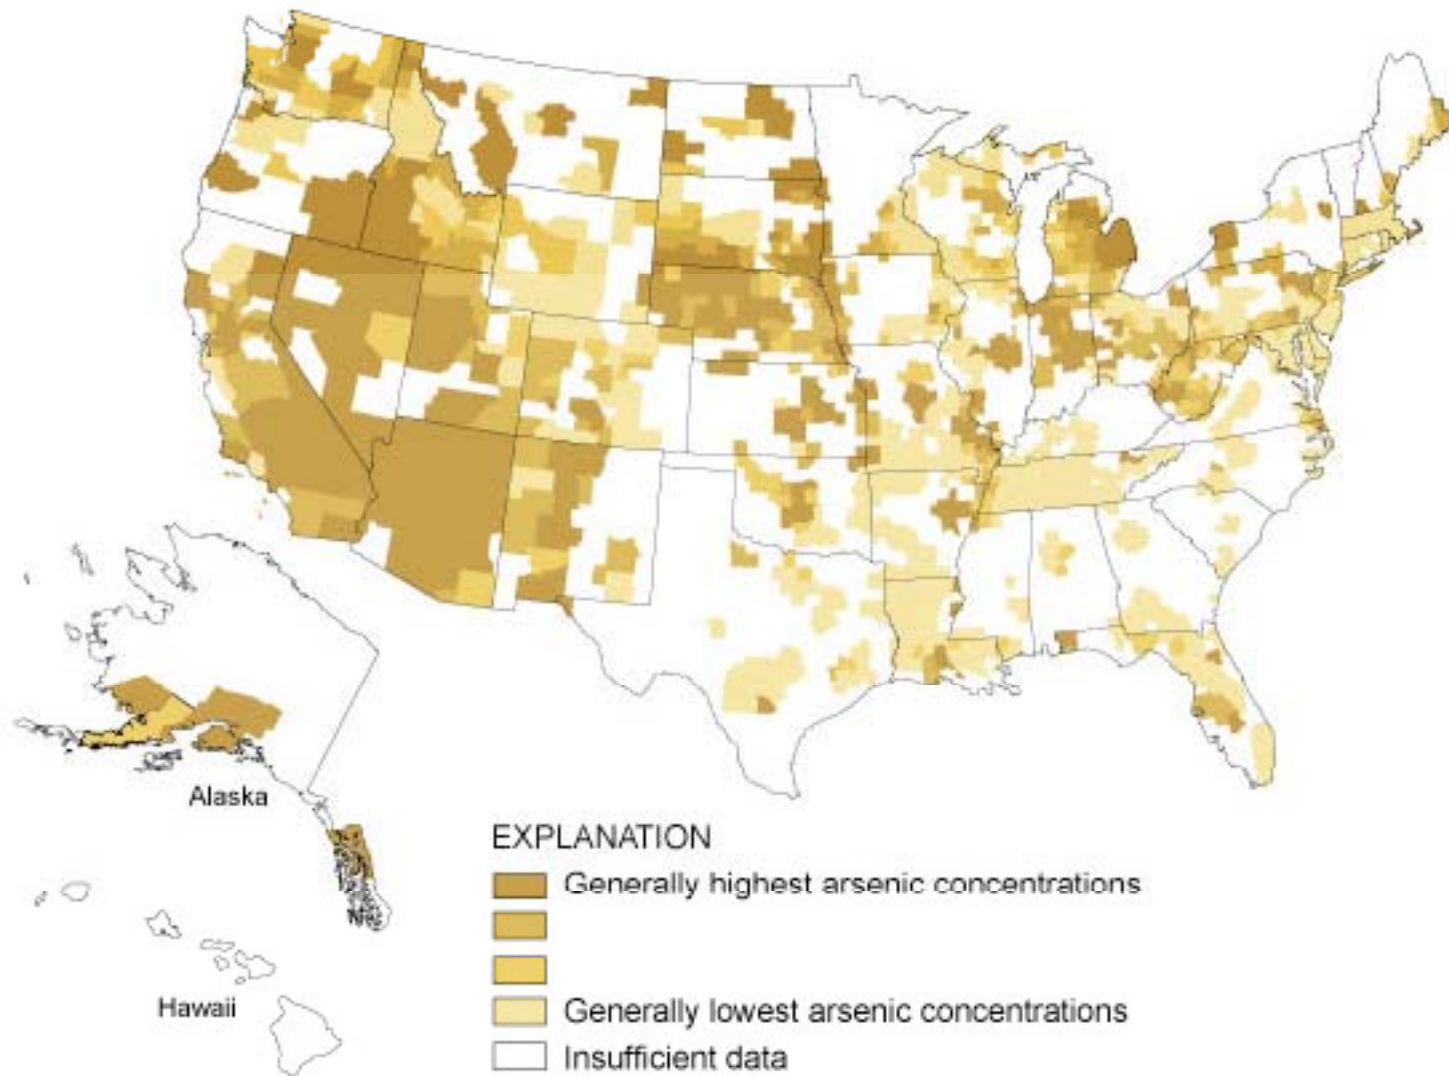 Alaska
Hawaii
EXPLANATION
Generally highest arsenic concentrations
Generally lowest arsenic concentrations
Insufficient data